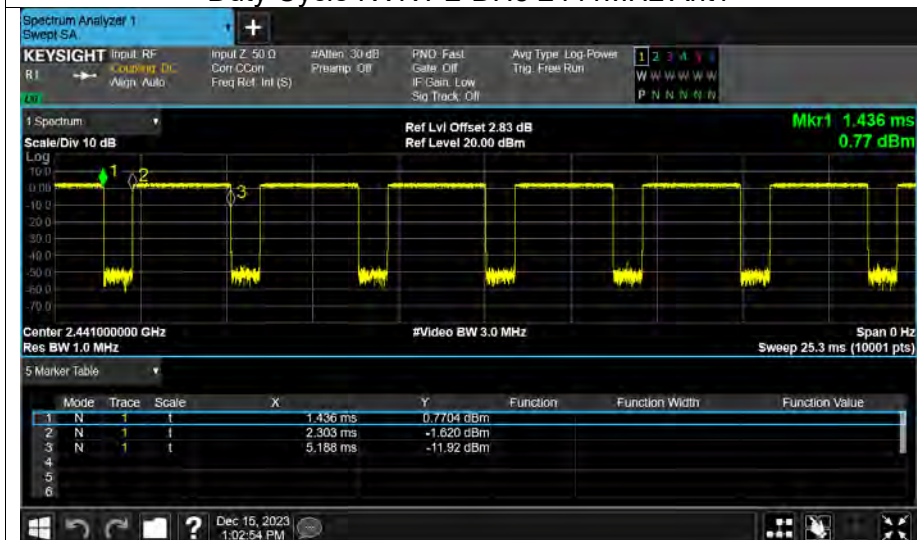 Spectrum Analyzer 1
Swept SA
+
KEYSIGHT Input: RF Input Z: 50 Ω #Atten: 30 dB PNO: Fast Avg Type: Log-Power 1 2 3 4 5 6
R L Coupling: DC Corr CCorr Preamp: Off Gate: Off Trig: Free Run W W W W W W
Align: Auto Freq Ref: Int (S) IF Gain: Low P N N N N N
Sig Track: Off
1 Spectrum
Ref Lvl Offset 2.83 dB Mkr1 1.436 ms
Scale/Div 10 dB Ref Level 20.00 dBm 0.77 dBm
Log
10.0
1 2
0.00
3
-10.0
-20.0
-30.0
-40.0
-50.0
-60.0
-70.0
Center 2.441000000 GHz #Video BW 3.0 MHz Span 0 Hz
Res BW 1.0 MHz Sweep 25.3 ms (10001 pts)
5 Marker Table
Mode Trace Scale X Y Function Function Width Function Value
1 N 1 t 1.436 ms 0.7704 dBm
2 N 1 t 2.303 ms -1.620 dBm
3 N 1 t 5.188 ms -11.92 dBm
4
5
6
? Dec 15, 2023
1:02:54 PM